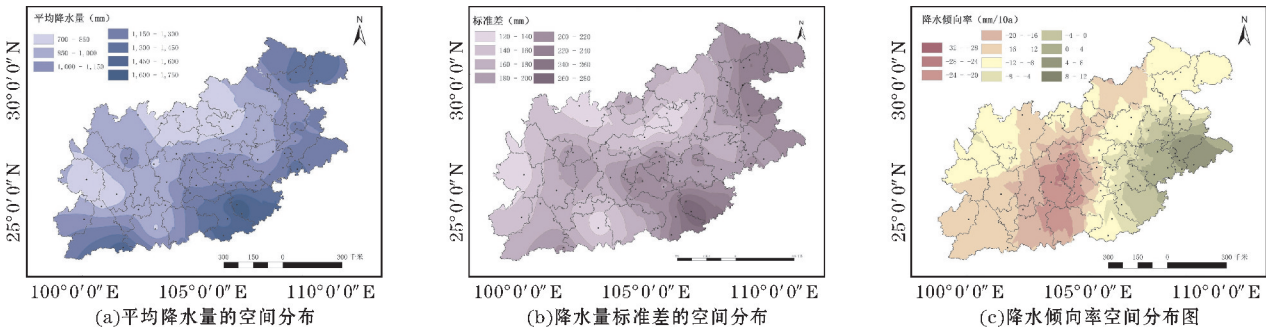 平均降水量（mm）
700 - 850
850 - 1,000
1,000 - 1,150
1,150 - 1,300
1,300 - 1,450
1,450 - 1,600
1,600 - 1,750
N
30°0′0″N
25°0′0″N
300 150 0 300 千米
100°0′0″E 105°0′0″E 110°0′0″E
(a)平均降水量的空间分布
标准差（mm）
120 - 140
140 - 160
160 - 180
180 - 200
200 - 220
220 - 240
240 - 260
260 - 280
N
30°0′0″N
25°0′0″N
100°0′0″E 105°0′0″E 110°0′0″E
(b)降水量标准差的空间分布
降水倾向率（mm/10a）
-28 - -24
-24 - -20
-20 - -16
-12 - -8
-8 - -4
-4 - 0
0 - 4
4 - 8
8 - 12
N
30°0′0″N
25°0′0″N
300 150 0 300 千米
100°0′0″E 105°0′0″E 110°0′0″E
(c)降水倾向率空间分布图